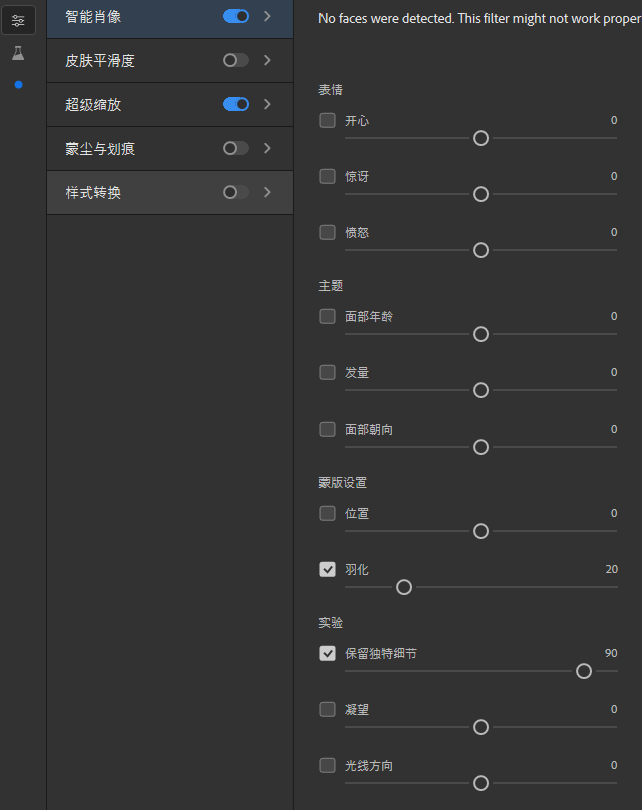 智能肖像
皮肤平滑度
超级缩放
蒙尘与划痕
样式转换
No faces were detected. This filter might not work proper
表情
开心 0
惊讶 0
愤怒 0
主题
面部年龄 0
发量 0
面部朝向 0
蒙版设置
位置 0
羽化 20
实验
保留独特细节 90
凝望 0
光线方向 0